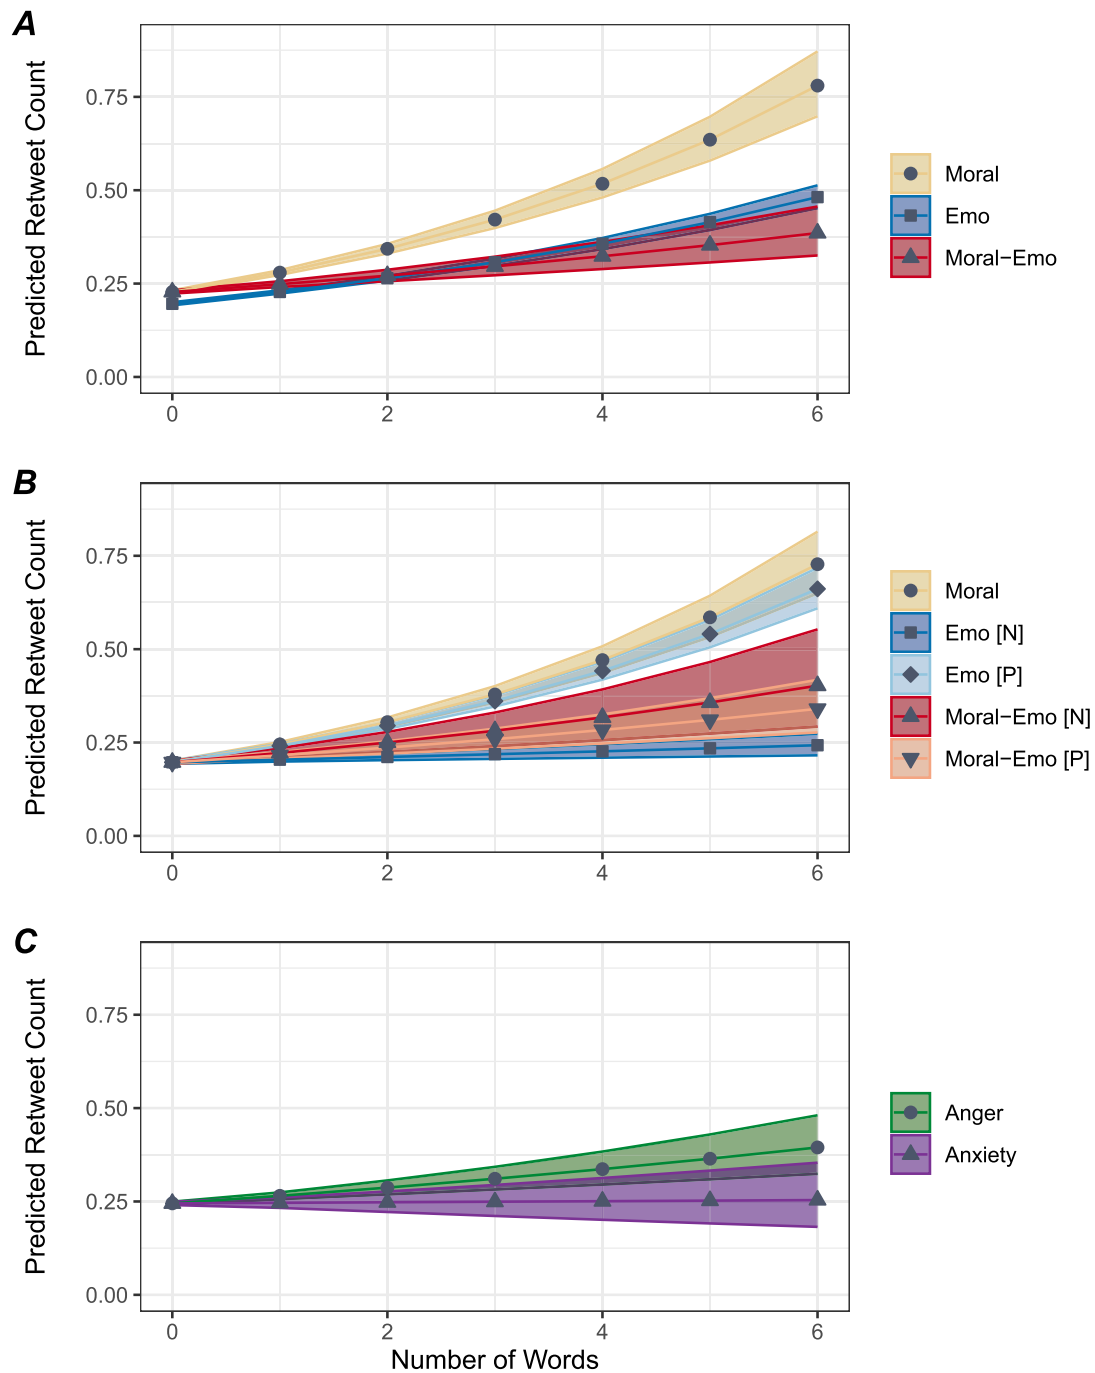 A
Predicted Retweet Count
0.75
0.50
0.25
0.00
0 2 4 6
Moral
Emo
Moral−Emo
B
Predicted Retweet Count
0.75
0.50
0.25
0.00
0 2 4 6
Moral
Emo [N]
Emo [P]
Moral−Emo [N]
Moral−Emo [P]
C
Predicted Retweet Count
0.75
0.50
0.25
0.00
0 2 4 6
Number of Words
Anger
Anxiety